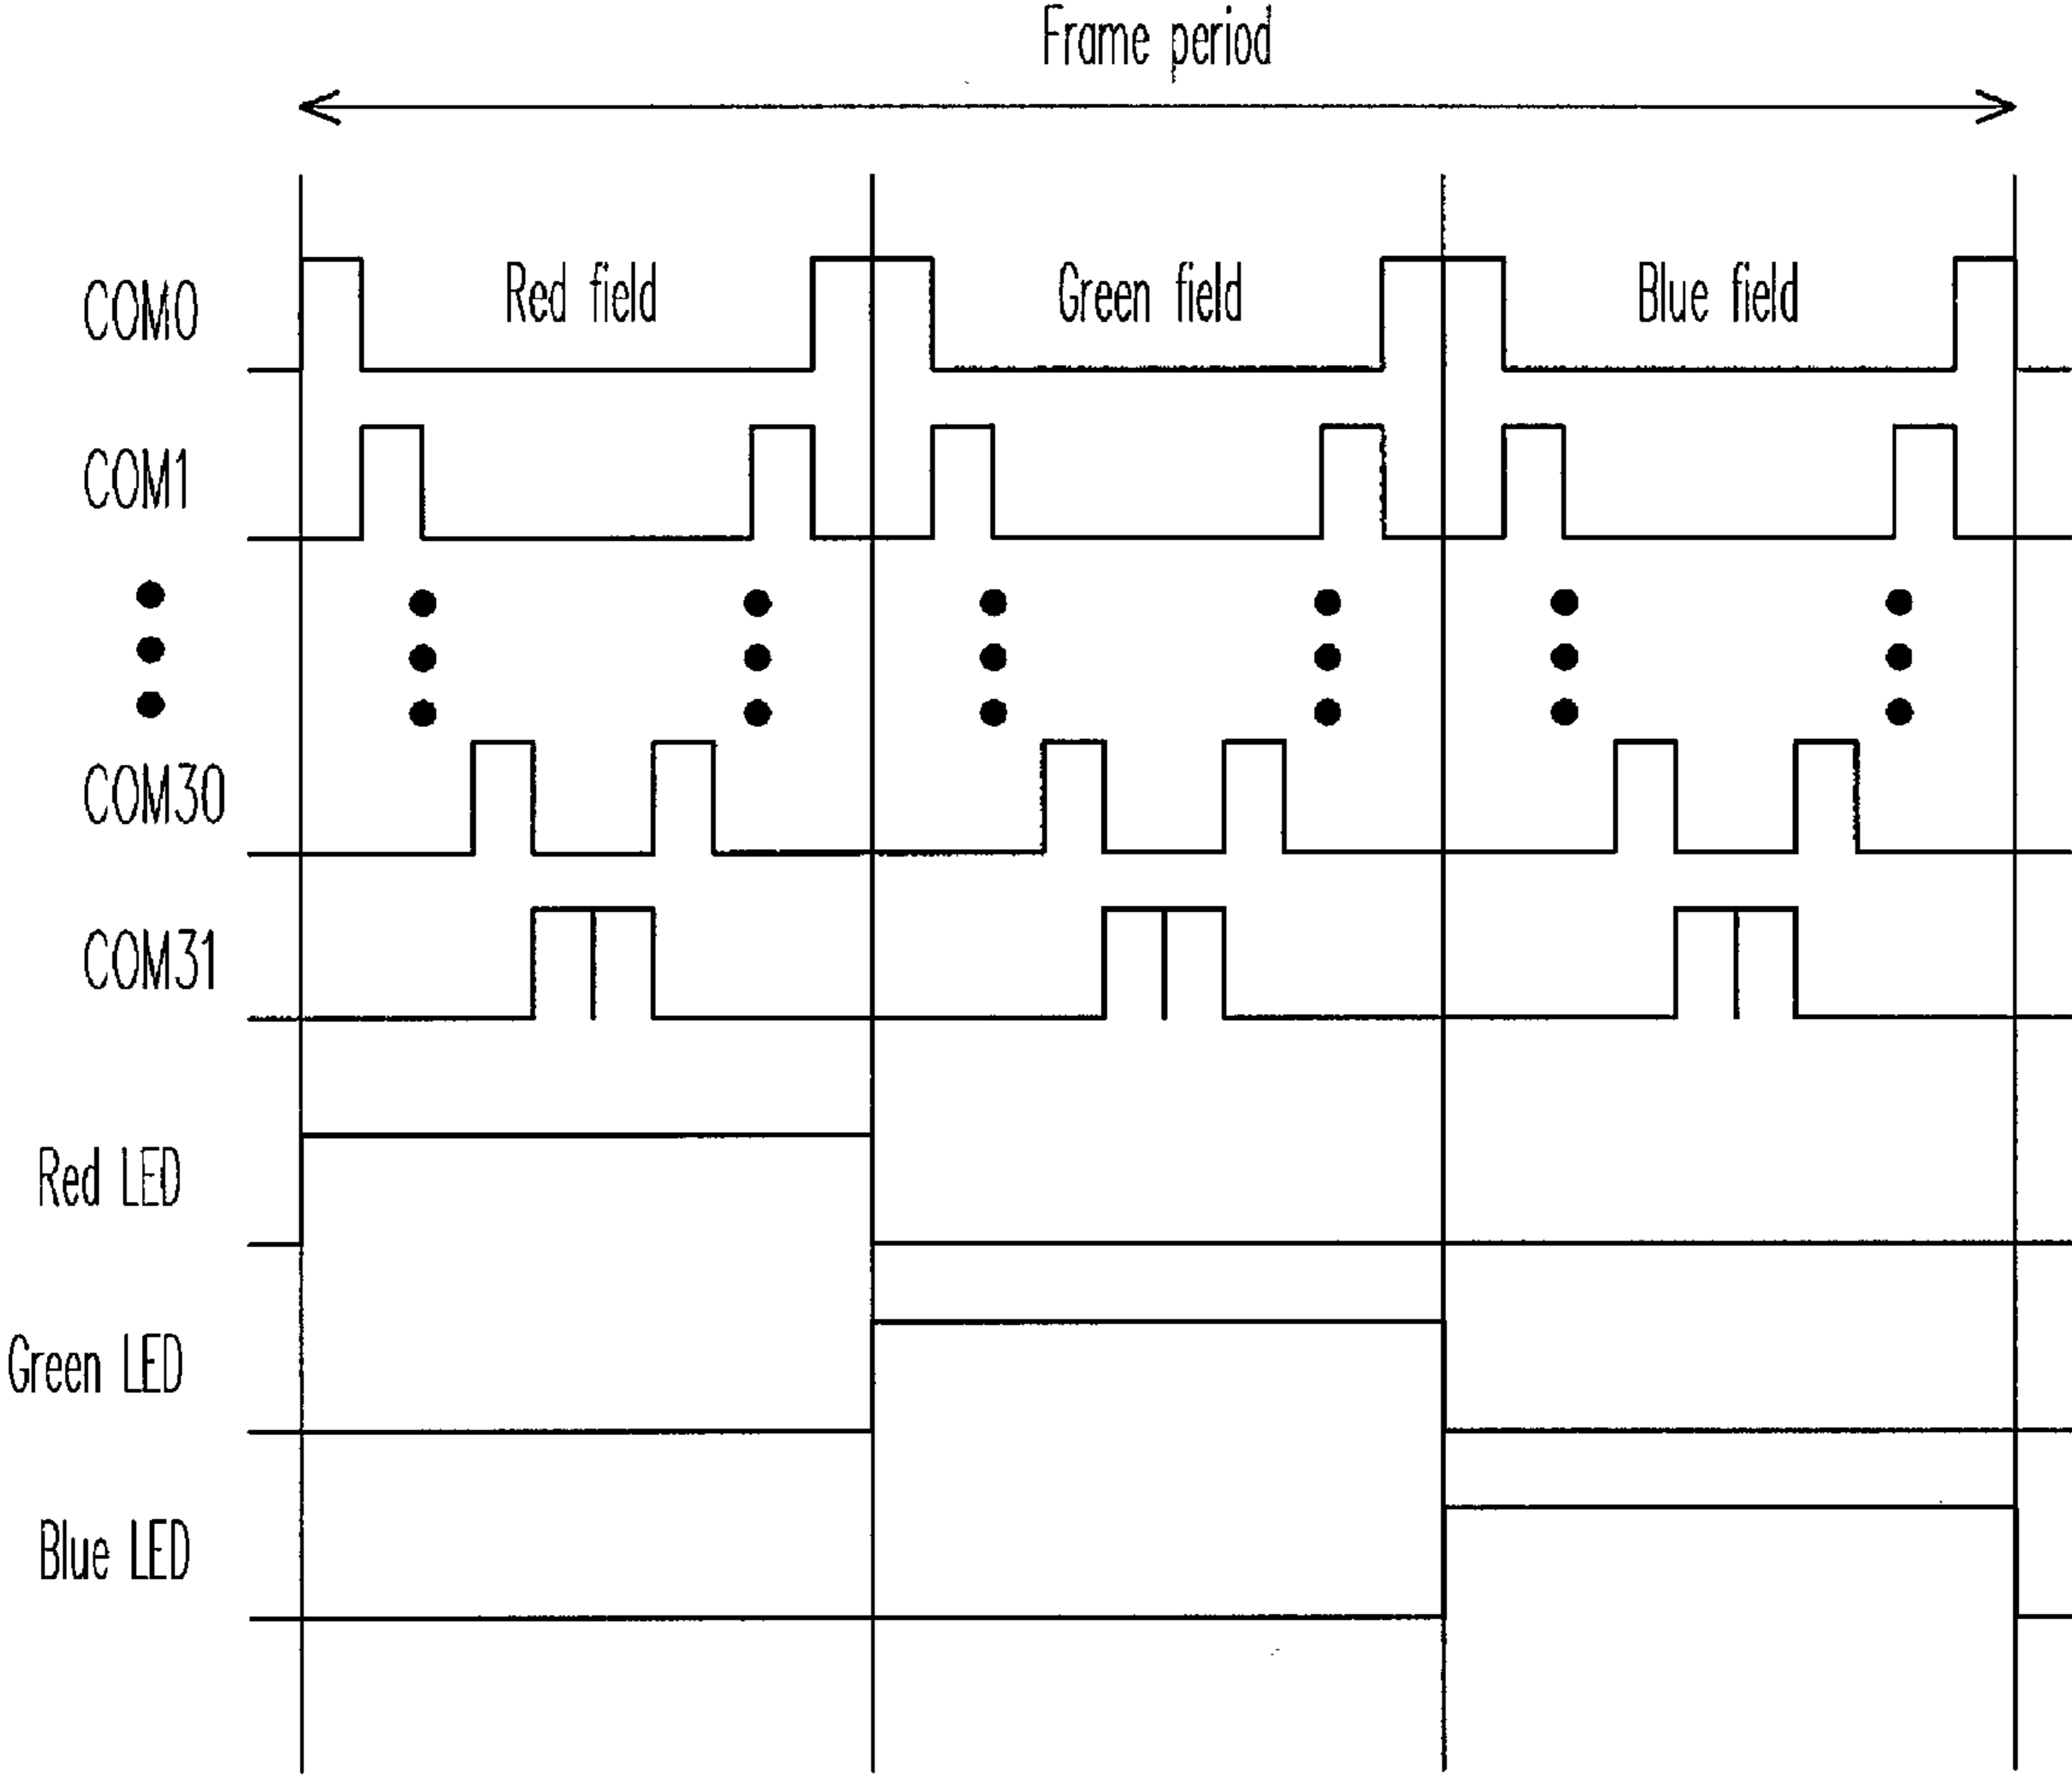 Frame period
Red field
Green field
Blue field
COM0
COM1
COM30
COM31
Red LED
Green LED
Blue LED